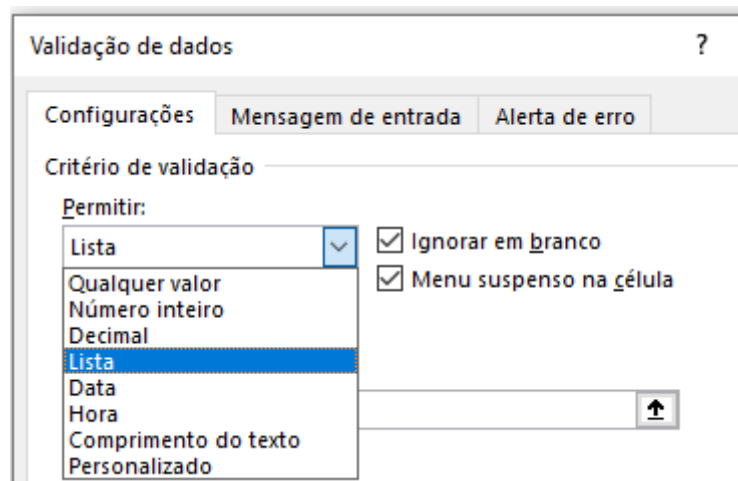 Validação de dados ?
Configurações Mensagem de entrada Alerta de erro
Critério de validação
Permitir:
Lista
Ignorar em branco
Menu suspenso na célula
Qualquer valor
Número inteiro
Decimal
Lista
Data
Hora
Comprimento do texto
Personalizado